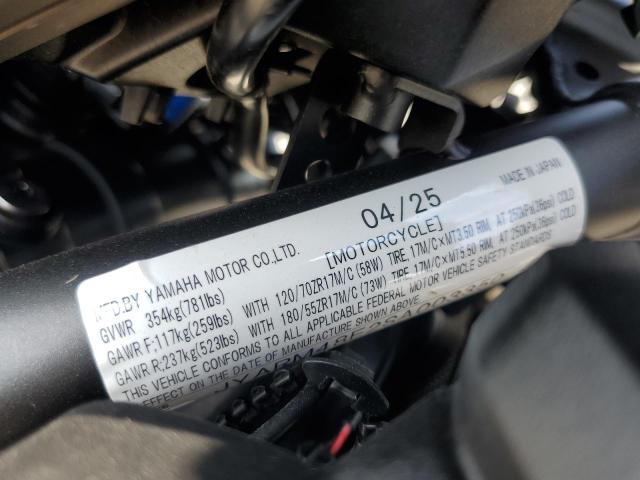 MFD.BY YAMAHA MOTOR CO.,LTD. 04/25 MADE IN JAPAN
[MOTORCYCLE]
GVWR 354kg(781lbs)
GAWR F;117kg(259lbs) WITH 120/70ZR17M/C (58W) TIRE, 17M/C×MT3.50 RIM, AT 250kPa(36psi) COLD
GAWR R;237kg(523lbs) WITH 180/55ZR17M/C (73W) TIRE, 17M/C×MT5.50 RIM, AT 250kPa(36psi) COLD
THIS VEHICLE CONFORMS TO ALL APPLICABLE FEDERAL MOTOR VEHICLE SAFETY STANDARDS
EFFECT ON THE DATE OF MANUFACTURE SHOWN ABOVE.